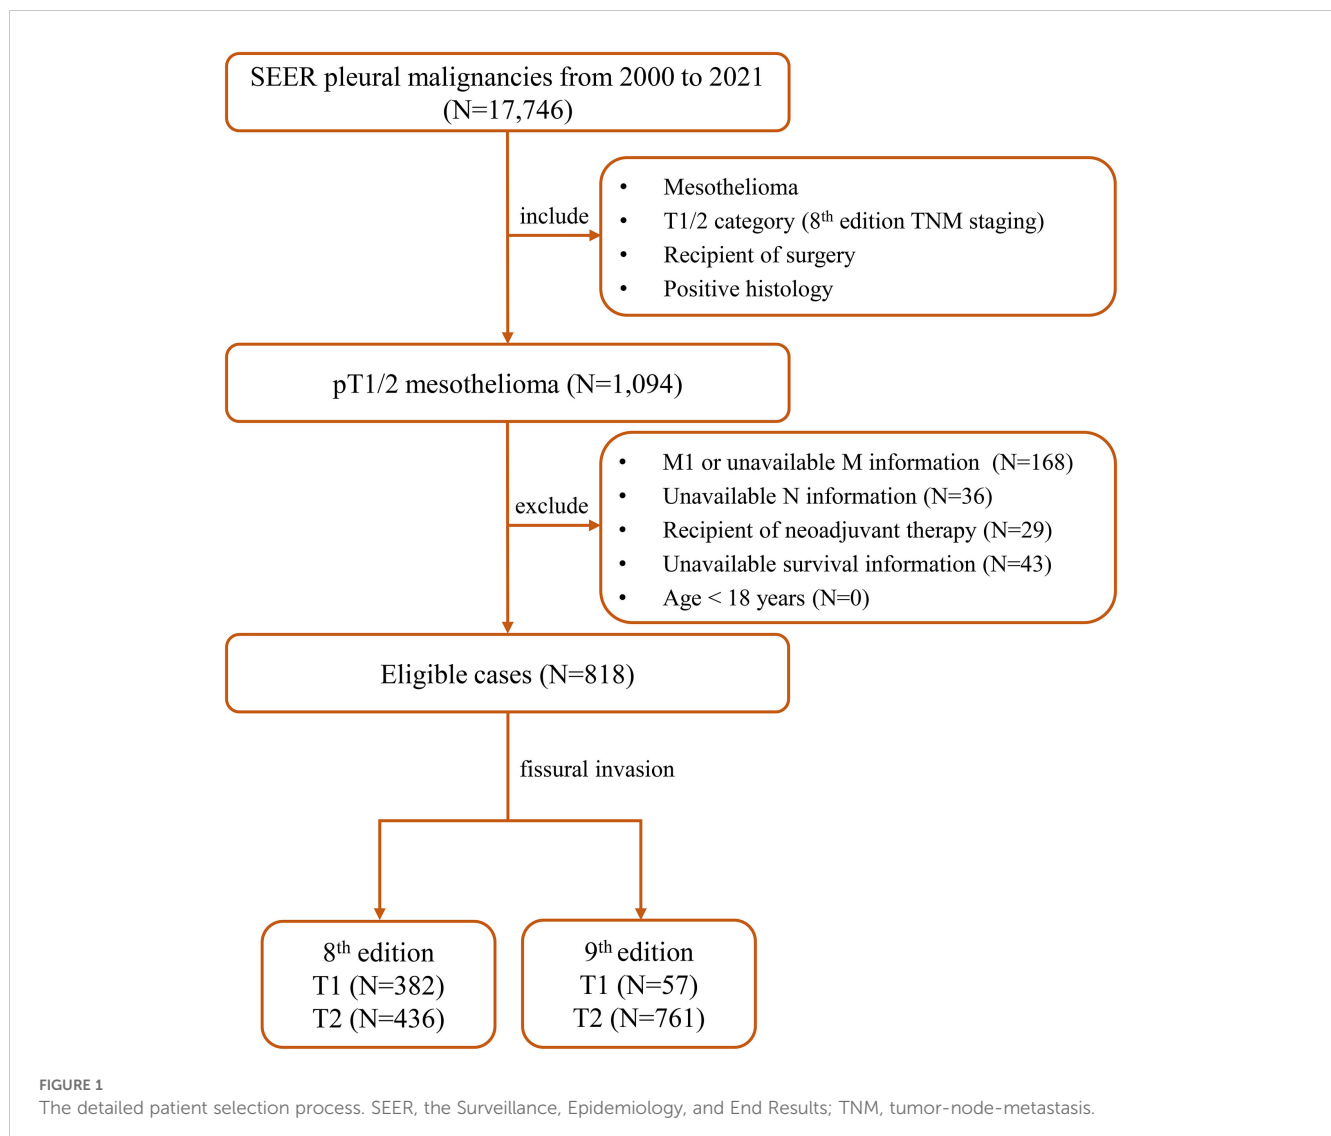 SEER pleural malignancies from 2000 to 2021
(N=17,746)
include
• Mesothelioma
• T1/2 category (8th edition TNM staging)
• Recipient of surgery
• Positive histology
pT1/2 mesothelioma (N=1,094)
exclude
• M1 or unavailable M information (N=168)
• Unavailable N information (N=36)
• Recipient of neoadjuvant therapy (N=29)
• Unavailable survival information (N=43)
• Age < 18 years (N=0)
Eligible cases (N=818)
fissural invasion
8th edition
T1 (N=382)
T2 (N=436)
9th edition
T1 (N=57)
T2 (N=761)
FIGURE 1
The detailed patient selection process. SEER, the Surveillance, Epidemiology, and End Results; TNM, tumor-node-metastasis.